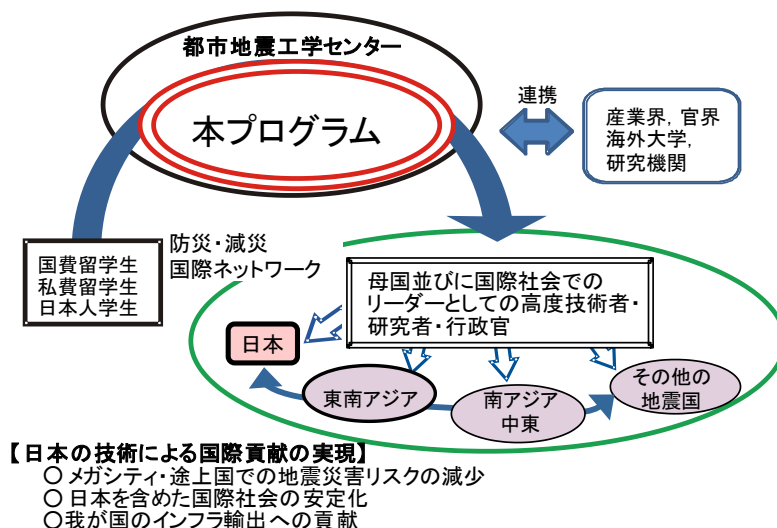 都市地震工学センター
本プログラム
連携
産業界, 官界
海外大学,
研究機関
国費留学生
私費留学生
日本人学生
防災・減災
国際ネットワーク
母国並びに国際社会での
リーダーとしての高度技術者・
研究者・行政官
日本
東南アジア
南アジア
中東
その他の
地震国
【日本の技術による国際貢献の実現】
○ メガシティ・途上国での地震災害リスクの減少
○ 日本を含めた国際社会の安定化
○我が国のインフラ輸出への貢献